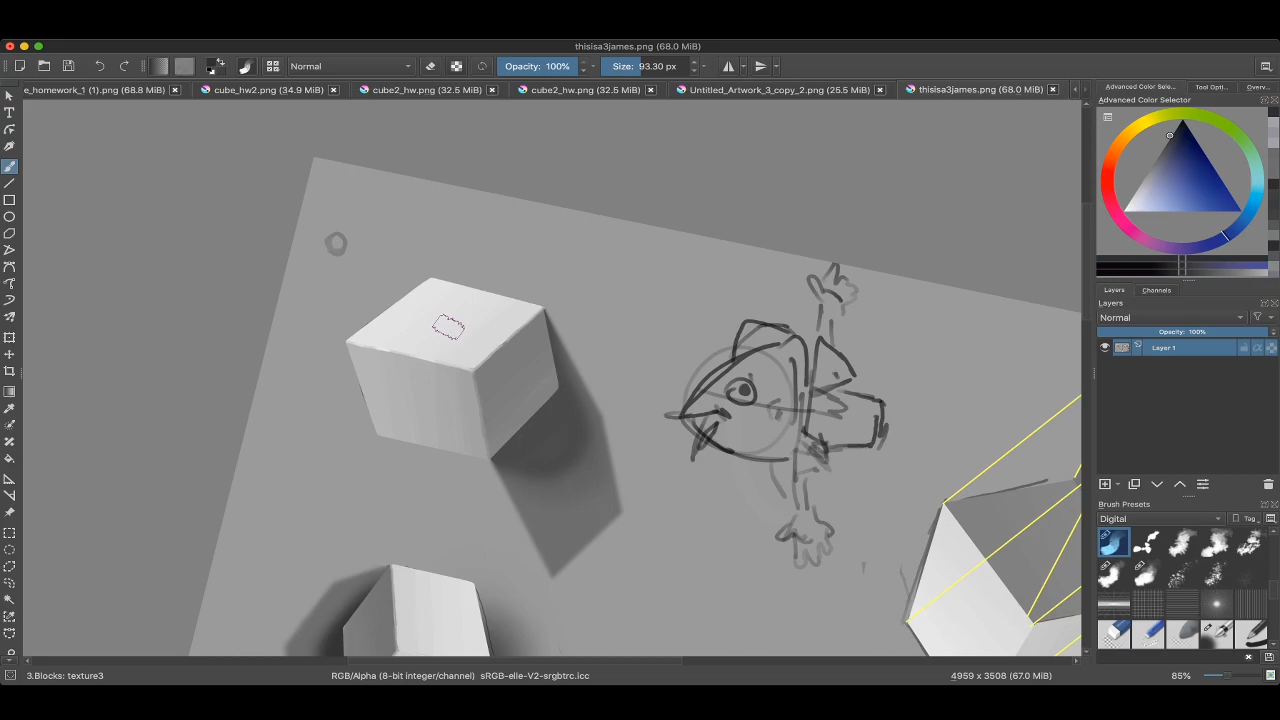 thisisa3james.png (68.0 MiB)
Normal
Opacity: 100%
Size: 93.30 px
e_homework_1 (1).png (68.8 MiB)
cube_hw2.png (34.9 MiB)
cube2_hw.png (32.5 MiB)
cube2_hw.png (32.5 MiB)
Untitled_Artwork_3_copy_2.png (25.5 MiB)
thisisa3james.png (68.0 MiB)
Advanced Color Selec...
Tool Opti...
Overv...
Advanced Color Selector
Layers
Channels
Layers
Normal
Opacity: 100%
Layer 1
Brush Presets
Digital
Tag
3.Blocks: texture3
RGB/Alpha (8-bit integer/channel) sRGB-elle-V2-srgbtrc.icc
4959 x 3508 (67.0 MiB)
85%